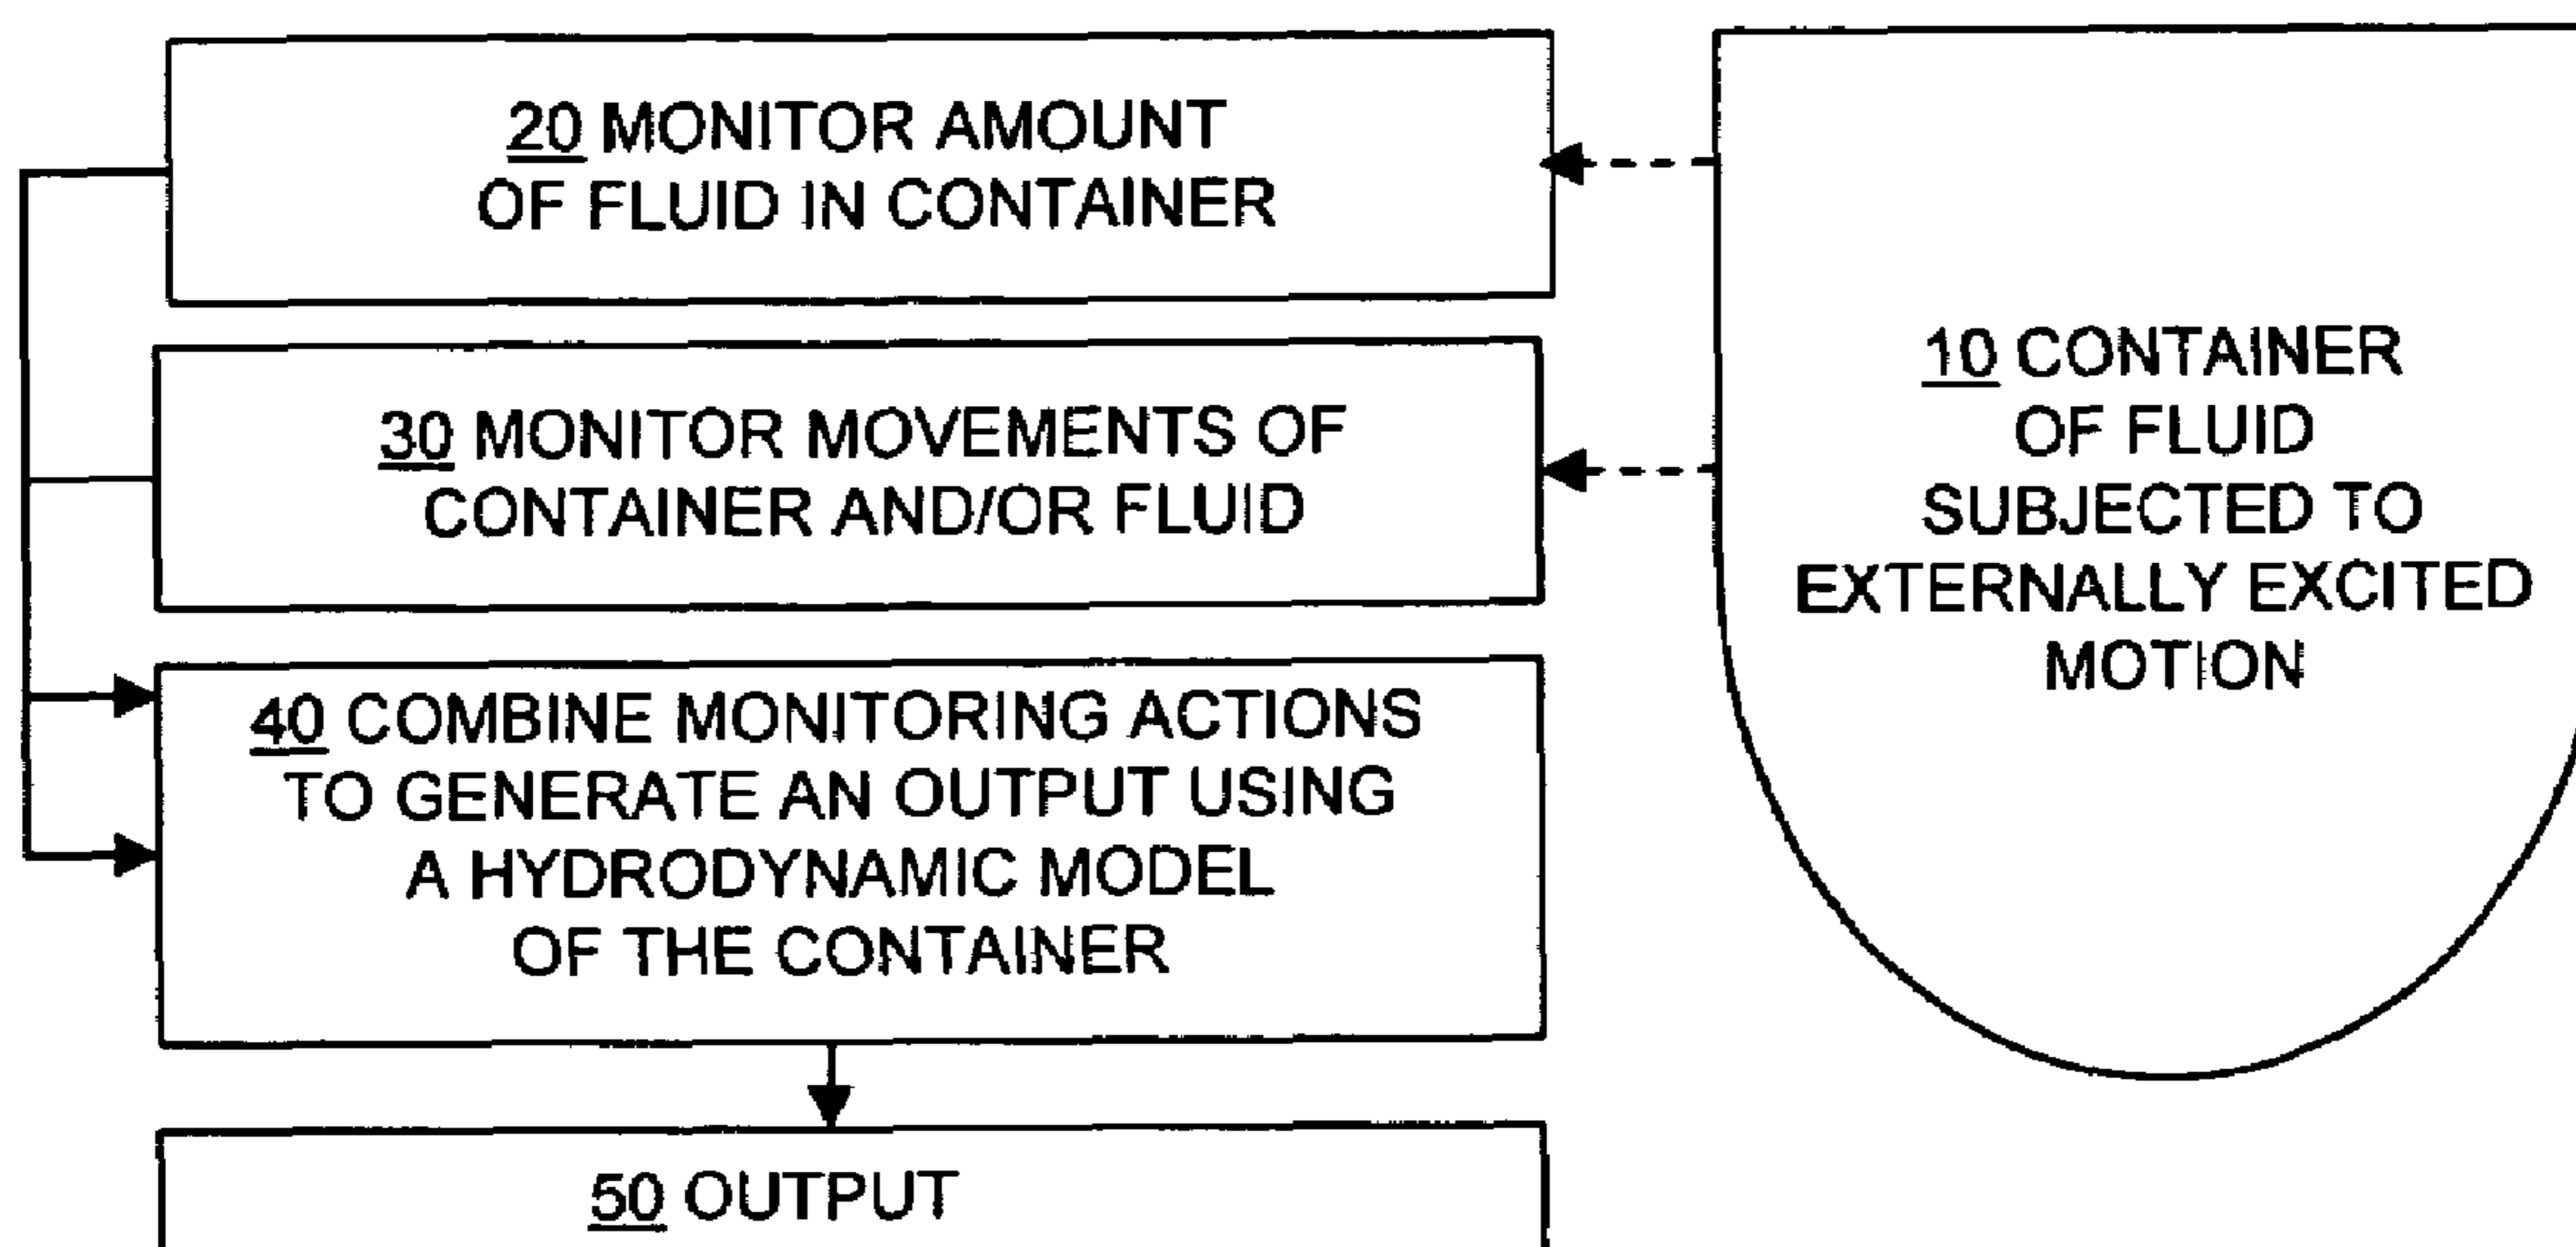 20 MONITOR AMOUNT
OF FLUID IN CONTAINER
30 MONITOR MOVEMENTS OF
CONTAINER AND/OR FLUID
40 COMBINE MONITORING ACTIONS
TO GENERATE AN OUTPUT USING
A HYDRODYNAMIC MODEL
OF THE CONTAINER
50 OUTPUT
10 CONTAINER
OF FLUID
SUBJECTED TO
EXTERNALLY EXCITED
MOTION